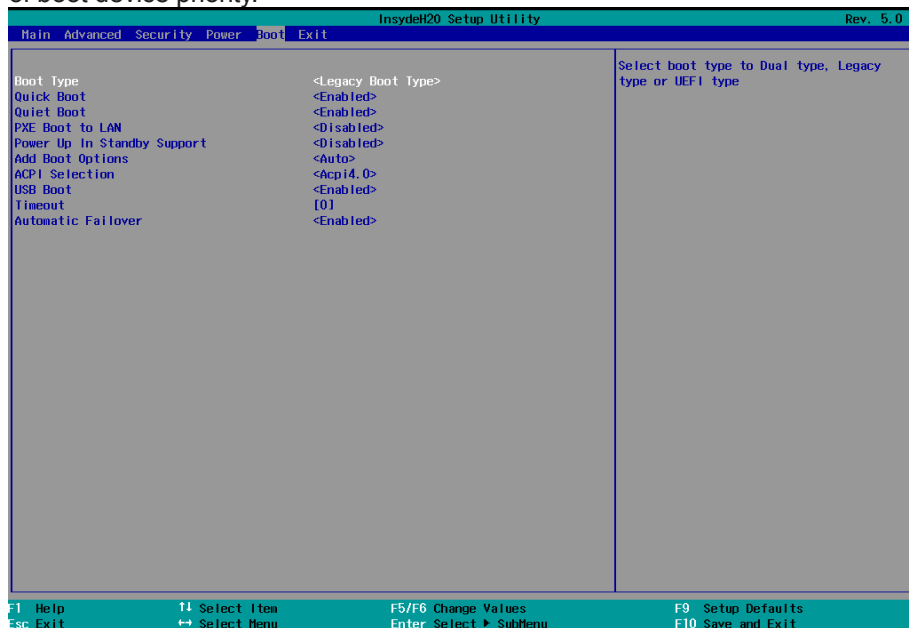 of boot device priority.
InsydeH2O Setup Utility Rev. 5.0
Main Advanced Security Power Boot Exit
Select boot type to Dual type, Legacy
type or UEFI type
Boot Type <Legacy Boot Type>
Quick Boot <Enabled>
Quiet Boot <Enabled>
PXE Boot to LAN <Disabled>
Power Up In Standby Support <Disabled>
Add Boot Options <Auto>
ACPI Selection <Acpi4.0>
USB Boot <Enabled>
Timeout [0]
Automatic Failover <Enabled>
F1 Help ↑↓ Select Item F5/F6 Change Values F9 Setup Defaults
Esc Exit ↔ Select Menu Enter Select ► SubMenu F10 Save and Exit